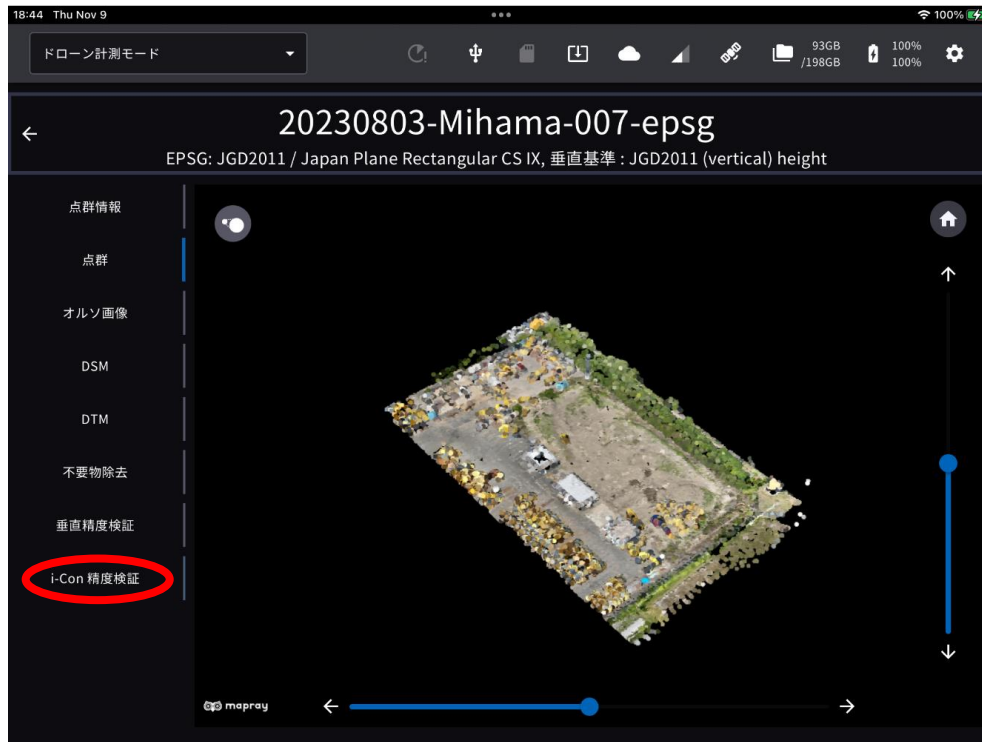 18:44 Thu Nov 9
100%
ドローン計測モード
93GB
/198GB
100%
100%
20230803-Mihama-007-epsg
EPSG: JGD2011 / Japan Plane Rectangular CS IX, 垂直基準 : JGD2011 (vertical) height
点群情報
点群
オルソ画像
DSM
DTM
不要物除去
垂直精度検証
i-Con 精度検証
mapray